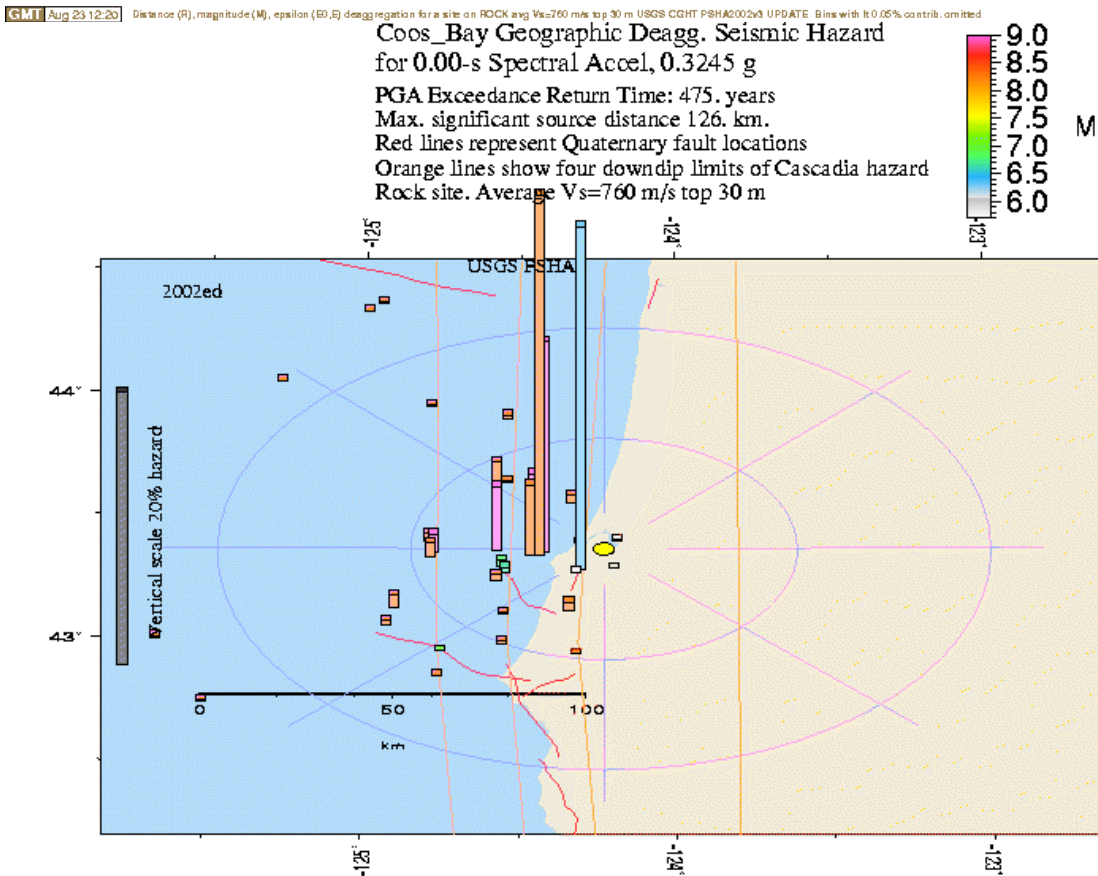 GMT Aug 23 12:20 Distance (R), magnitude (M), epsilon (E0,E) deaggregation for a site on ROCK avg Vs=760 m/s top 30 m USGS CGHT PSHA2002v3 UPDATE Bins with lt 0.05% contrib. omitted
Coos_Bay Geographic Deagg. Seismic Hazard
for 0.00-s Spectral Accel, 0.3245 g
PGA Exceedance Return Time: 475. years
Max. significant source distance 126. km.
Red lines represent Quaternary fault locations
Orange lines show four downdip limits of Cascadia hazard
Rock site. Average Vs=760 m/s top 30 m
9.0
8.5
8.0
7.5
7.0
6.5
6.0
M
-125°
-124°
-123°
USGS PSHA
2002ed
44°
Vertical scale 20% hazard
43°
0
50
100
km
-125°
-124°
-123°